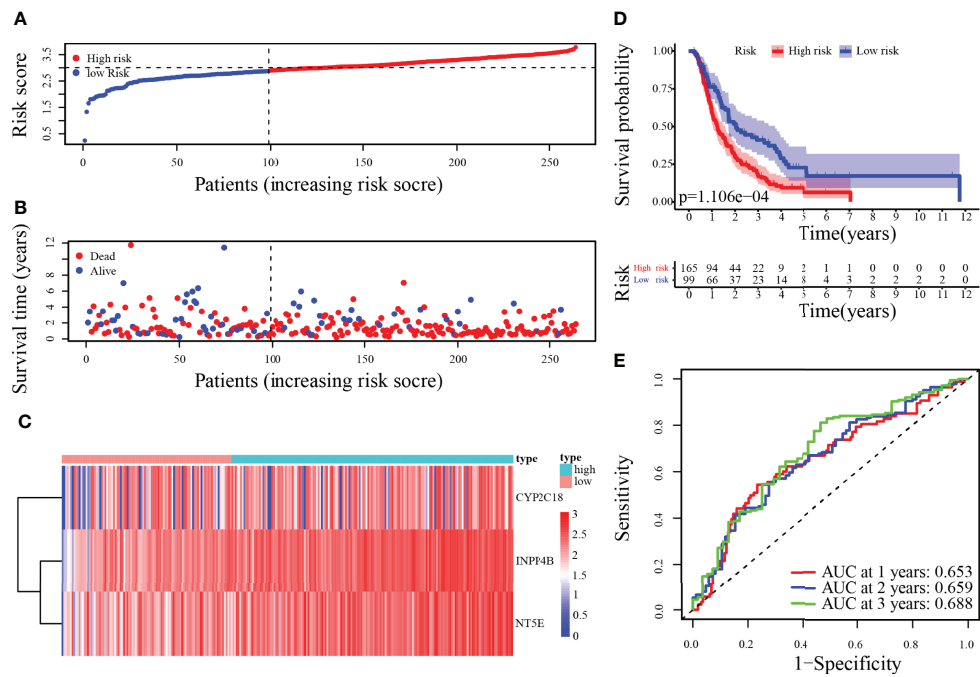 A
Risk score
0.5 1.5 2.5 3.5
High risk
low Risk
0 50 100 150 200 250
Patients (increasing risk socre)
B
Survival time (years)
0 2 4 6 8 12
Dead
Alive
0 50 100 150 200 250
Patients (increasing risk socre)
C
type
CYP2C18
INPP4B
NT5E
type
high
low
3
2.5
2
1.5
1
0.5
0
D
Survival probability
1.00
0.75
0.50
0.25
0.00
Risk High risk Low risk
p=1.106e−04
0 1 2 3 4 5 6 7 8 9 10 11 12
Time(years)
Risk
High risk 165 94 44 22 9 2 1 1 0 0 0 0 0
Low risk 99 66 37 23 14 8 4 3 2 2 2 2 0
0 1 2 3 4 5 6 7 8 9 10 11 12
Time(years)
E
Sensitivity
0.0 0.2 0.4 0.6 0.8 1.0
AUC at 1 years: 0.653
AUC at 2 years: 0.659
AUC at 3 years: 0.688
0.0 0.2 0.4 0.6 0.8 1.0
1−Specificity